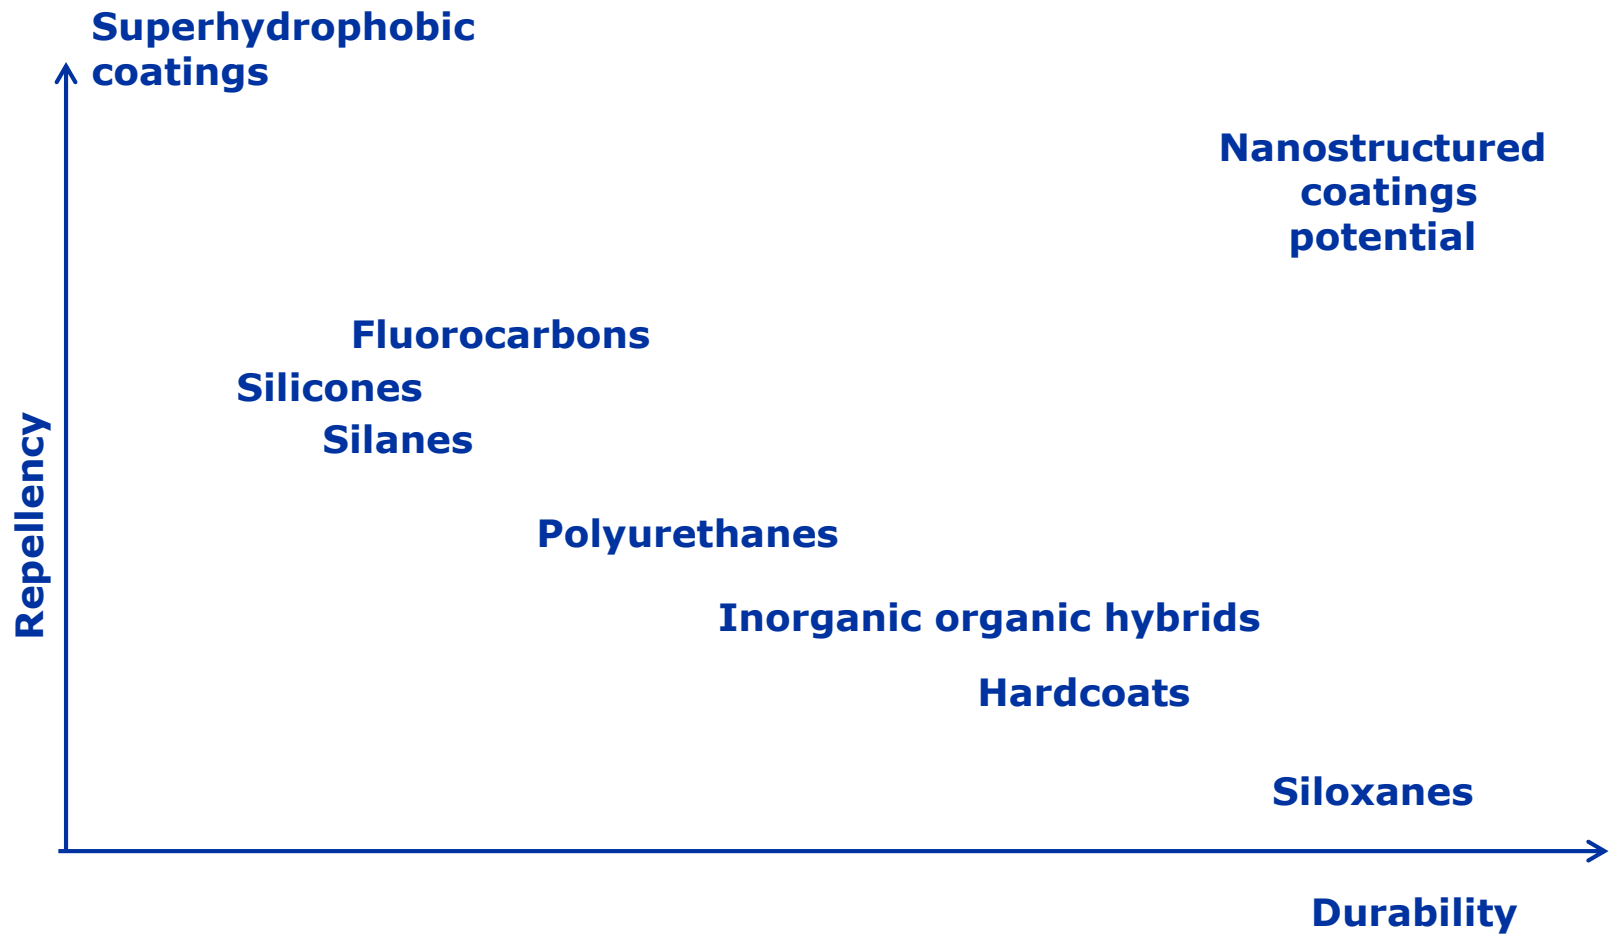 Superhydrophobic
coatings
Nanostructured
coatings
potential
Fluorocarbons
Silicones
Silanes
Repellency
Polyurethanes
Inorganic organic hybrids
Hardcoats
Siloxanes
Durability